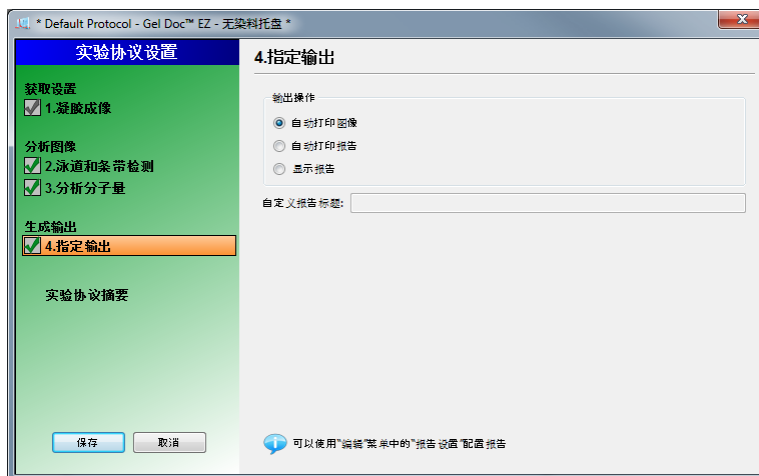 * Default Protocol - Gel Doc™ EZ - 无染料托盘 *
实验协议设置
获取设置
1.凝胶成像
分析图像
2.泳道和条带检测
3.分析分子量
生成输出
4.指定输出
实验协议摘要
保存
取消
4.指定输出
输出操作
自动打印图像
自动打印报告
显示报告
自定义报告标题:
可以使用"编辑"菜单中的"报告设置"配置报告